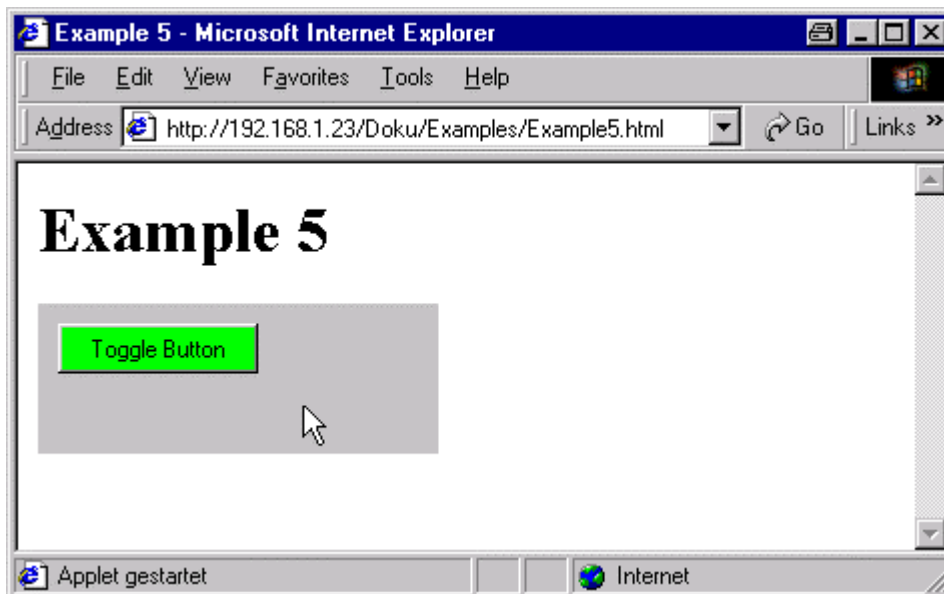 Example 5 - Microsoft Internet Explorer
File Edit View Favorites Tools Help
Address http://192.168.1.23/Doku/Examples/Example5.html Go Links »
Example 5
Toggle Button
Applet gestartet Internet